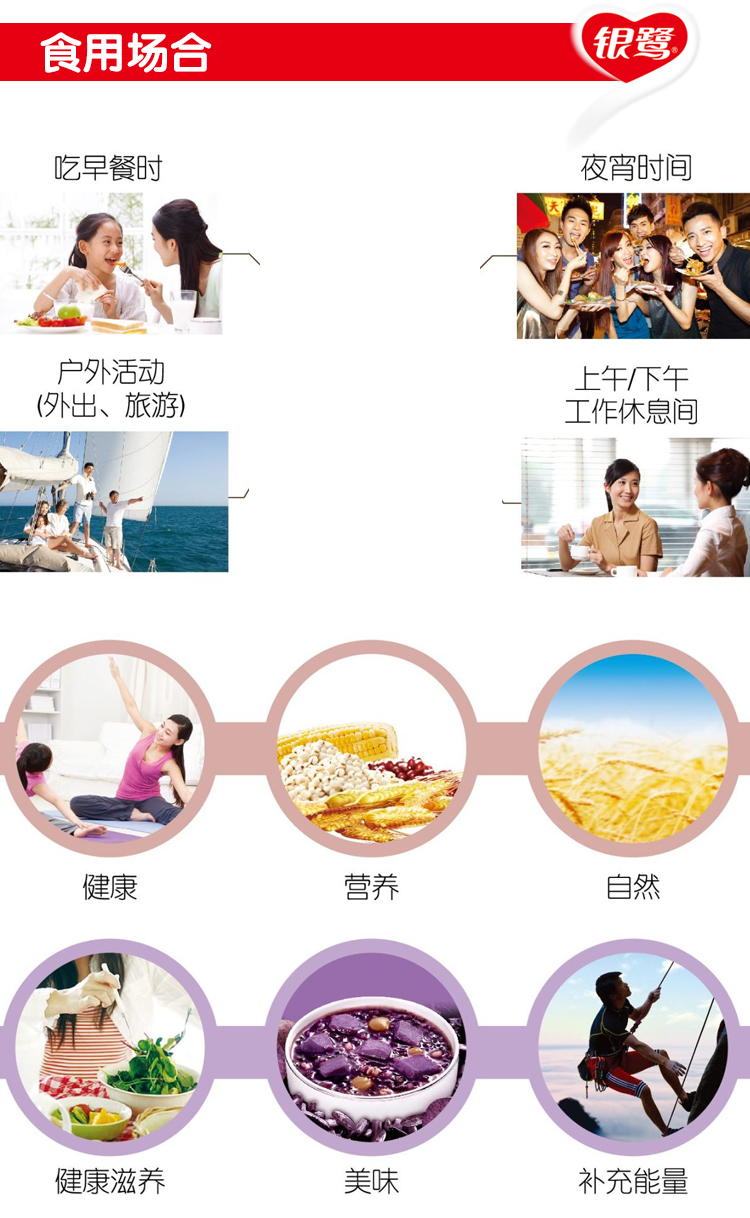 食用场合
银鹭®
吃早餐时
夜宵时间
户外活动
(外出、旅游)
上午/下午
工作休息间
健康
营养
自然
健康滋养
美味
补充能量